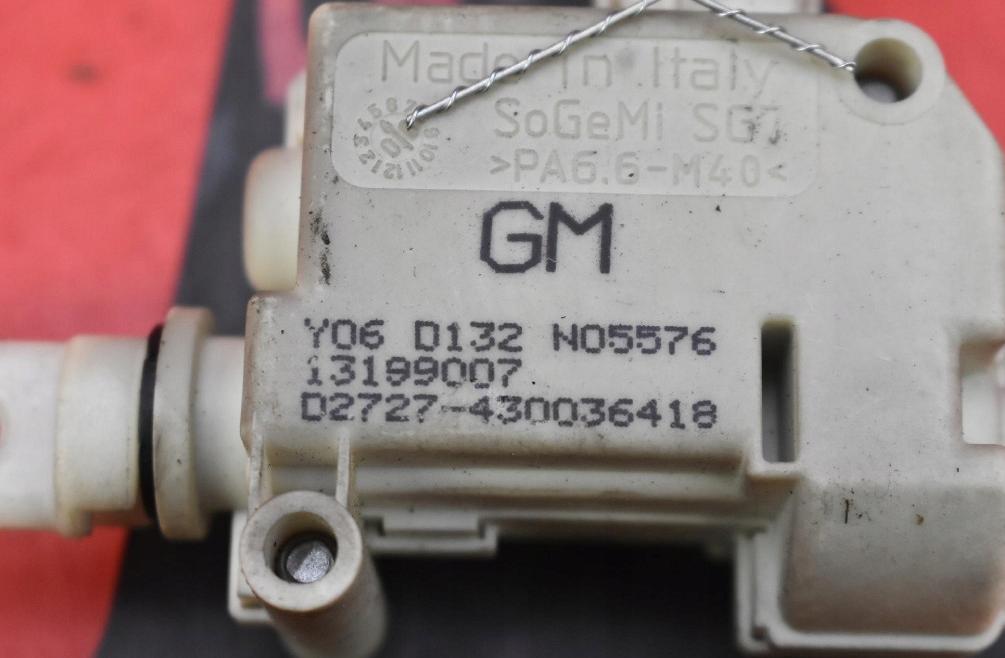 Made in Italy
SoGeMi SG7
>PA6.6-M40<
GM
Y06 D132 N05576
13199007
D2727-430036418